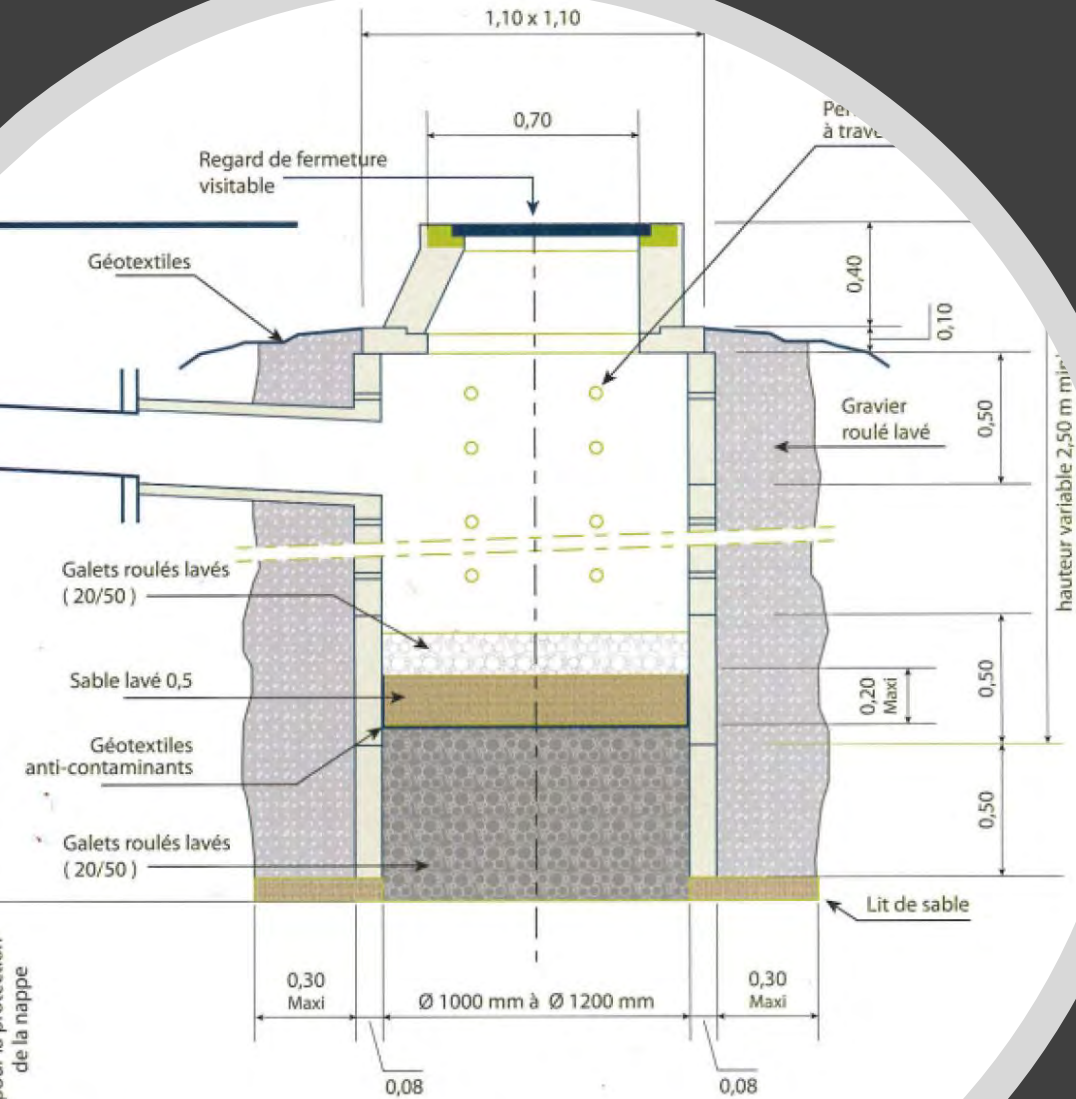 1,10 x 1,10
0,70
à
Regard de fermeture
visitable
Géotextiles
0,40
0,10
Gravier
roulé lavé
0,50
hauteur variable 2,50 m
Galets roulés lavés
( 20/50 )
Sable lavé 0,5
0,20
Maxi
0,50
Géotextiles
anti-contaminants
0,50
Galets roulés lavés
( 20/50 )
Lit de sable
pour la protection
de la nappe
0,30
Maxi
Ø 1000 mm à Ø 1200 mm
0,30
Maxi
0,08
0,08